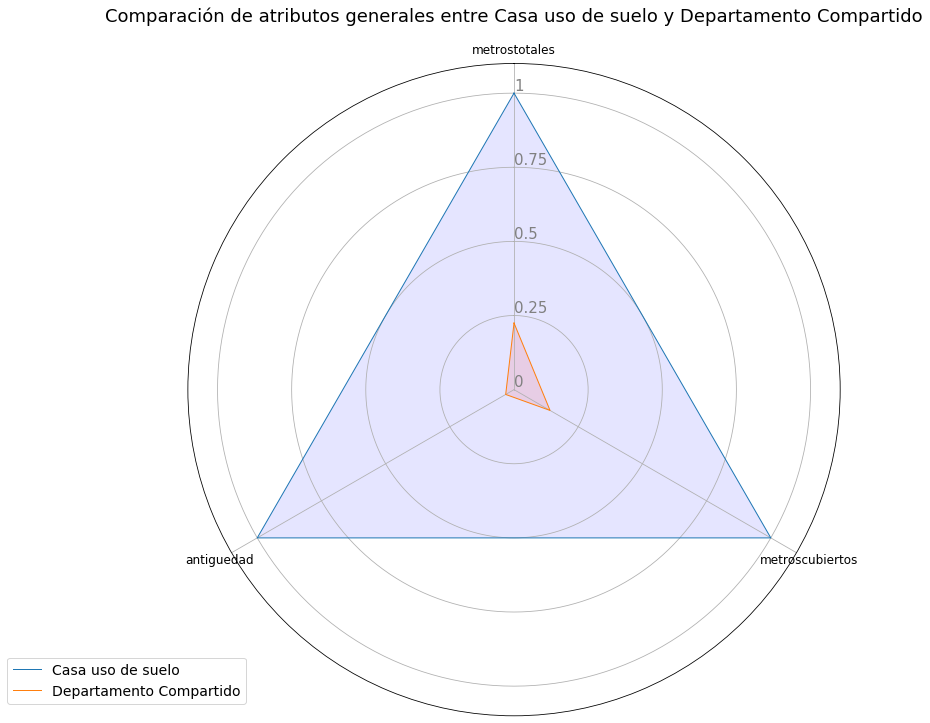 Comparación de atributos generales entre Casa uso de suelo y Departamento Compartido
metrostotales
1
0.75
0.5
0.25
0
antiguedad
metroscubiertos
Casa uso de suelo
Departamento Compartido